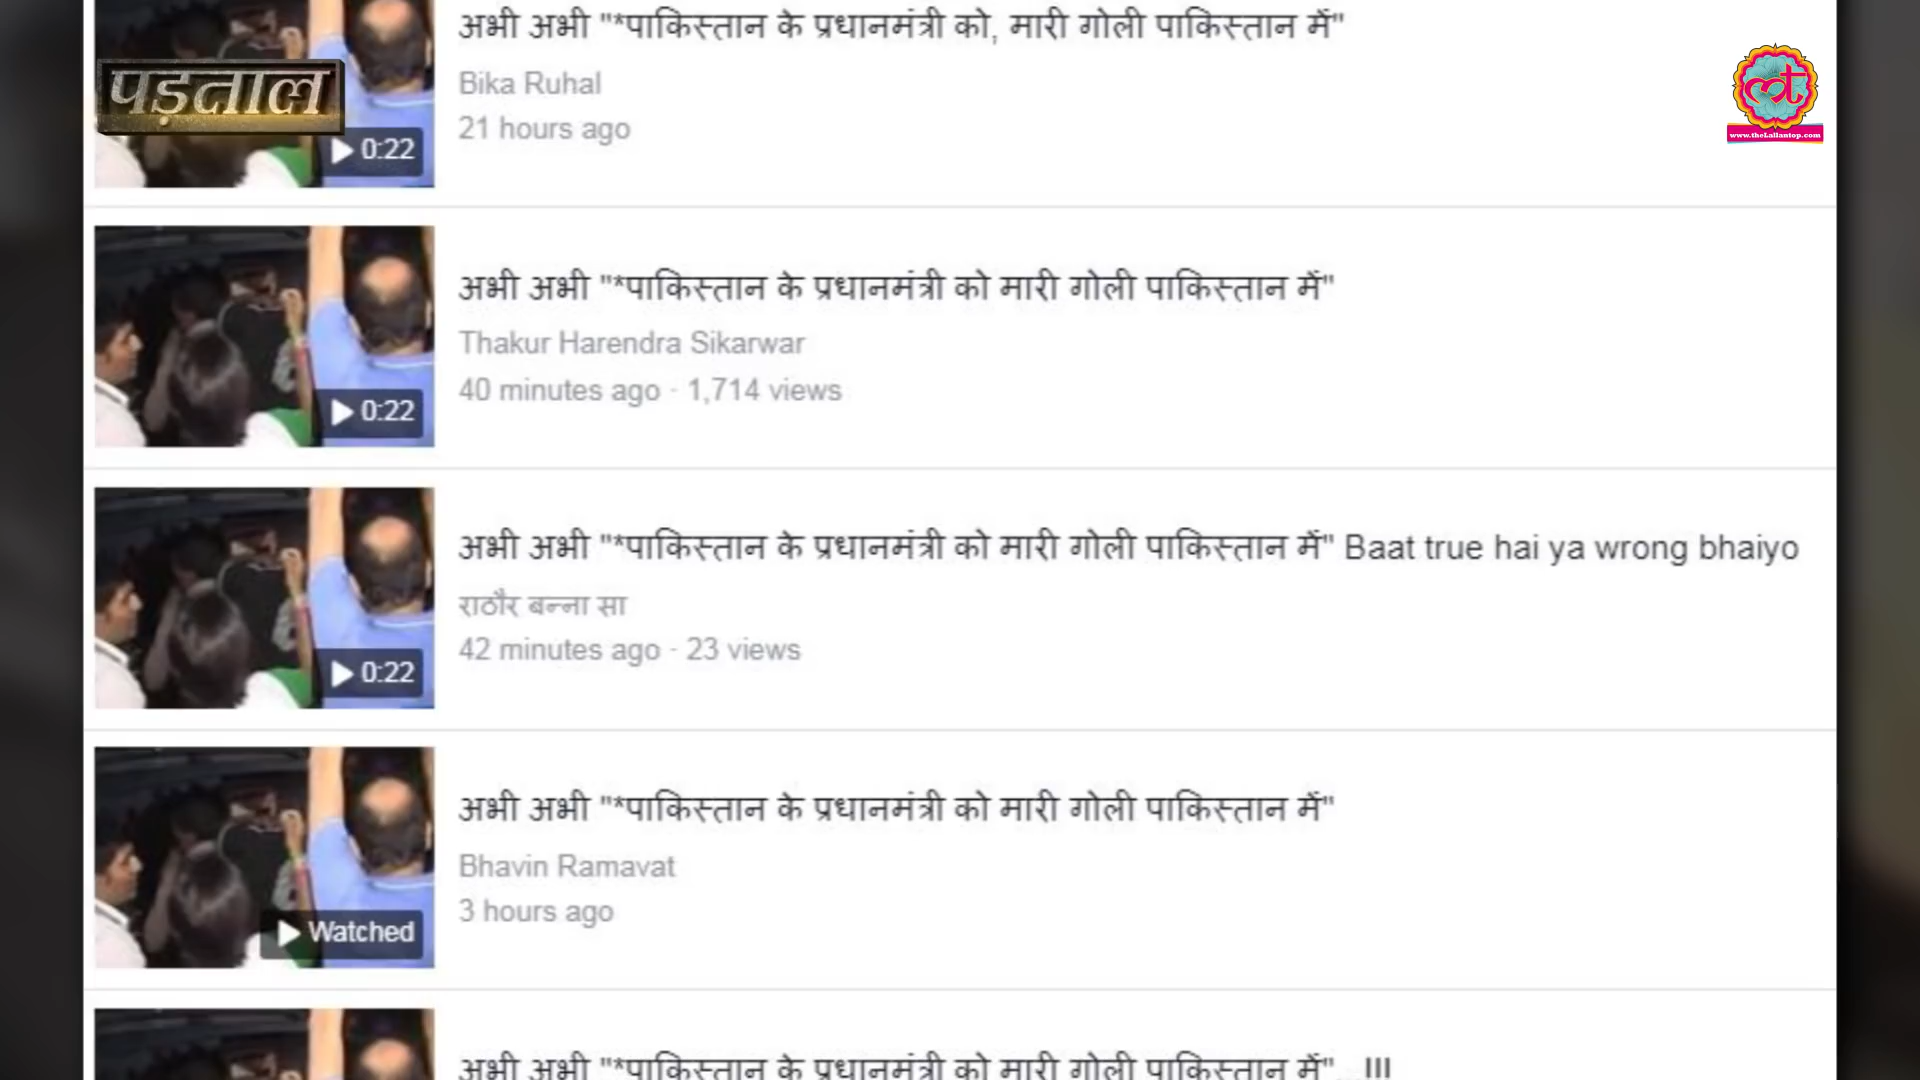 अभी अभी "*पाकिस्तान के प्रधानमंत्री को, मारी गोली पाकिस्तान में"
पड़ताल
www.theLallantop.com
Bika Ruhal
21 hours ago
0:22
अभी अभी "*पाकिस्तान के प्रधानमंत्री को मारी गोली पाकिस्तान में"
Thakur Harendra Sikarwar
40 minutes ago · 1,714 views
0:22
अभी अभी "*पाकिस्तान के प्रधानमंत्री को मारी गोली पाकिस्तान में" Baat true hai ya wrong bhaiyo
राठौर बन्ना सा
42 minutes ago · 23 views
0:22
अभी अभी "*पाकिस्तान के प्रधानमंत्री को मारी गोली पाकिस्तान में"
Bhavin Ramavat
3 hours ago
Watched
अभी अभी "*पाकिस्तान के प्रधानमंत्री को मारी गोली पाकिस्तान में"...!!!